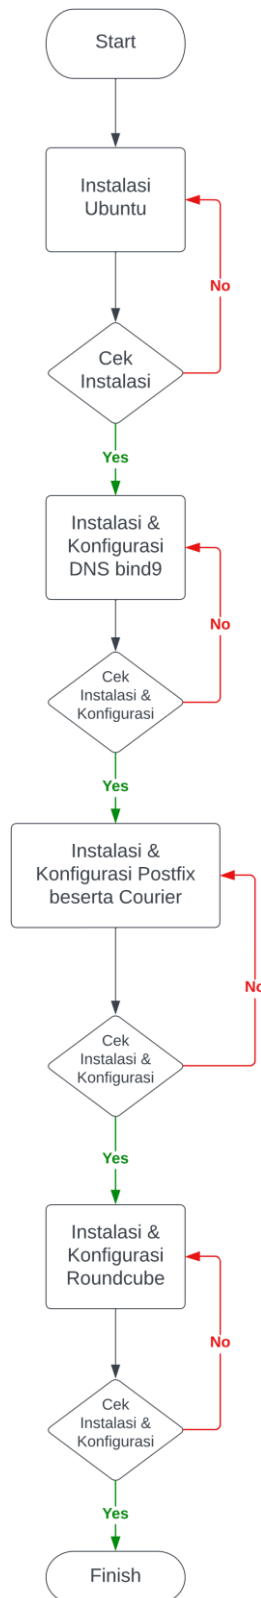 Start
Instalasi
Ubuntu
No
Cek
Instalasi
Yes
Instalasi &
Konfigurasi
DNS bind9
No
Cek
Instalasi &
Konfigurasi
Yes
Instalasi &
Konfigurasi Postfix
beserta Courier
No
Cek
Instalasi &
Konfigurasi
Yes
Instalasi &
Konfigurasi
Roundcube
No
Cek
Instalasi &
Konfigurasi
Yes
Finish